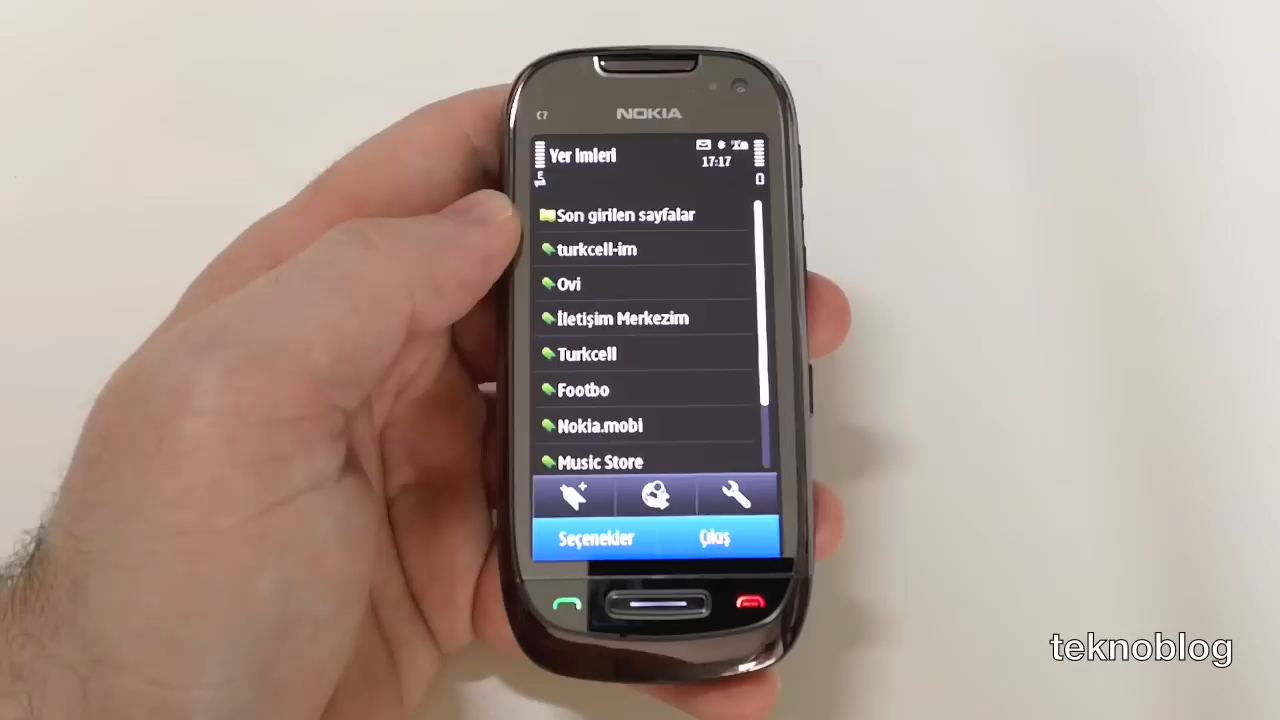 C7
NOKIA
Yer İmleri
17:17
Son girilen sayfalar
turkcell-im
Ovi
İletişim Merkezim
Turkcell
Footbo
Nokia.mobi
Music Store
Seçenekler
Çıkış
teknoblog